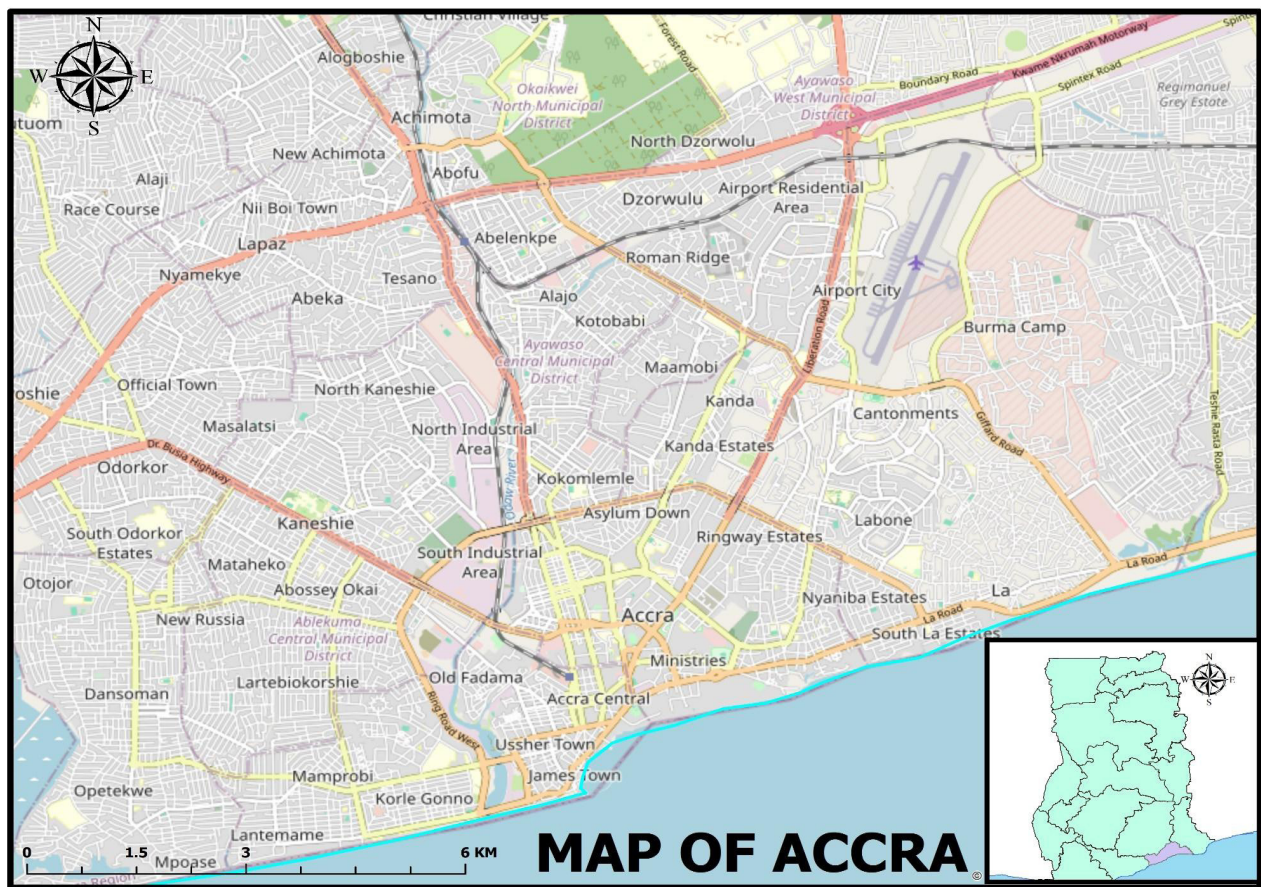 Christian Village
N
W E
S
Alogboshie
Okaikwei
North Municipal
District
Forest Road
Ayawaso
West Municipal
District
Boundary Road
Kwame Nkrumah Motorway
Spintex Road
Regimanuel
Grey Estate
Achimota
New Achimota
North Dzorwolu
Abofu
Alaji
Race Course
Nii Boi Town
Dzorwulu
Airport Residential
Area
Lapaz
Abelenkpe
Roman Ridge
Nyamekye
Tesano
Abeka
Alajo
Kotobabi
Airport City
Liberation Road
Burma Camp
Ayawaso
Central Municipal
District
Maamobi
Official Town
North Kaneshie
Kanda
Cantonments
Giffard Road
Teshie Rasta Road
Masalatsi
North Industrial
Area
Kanda Estates
Dr. Busia Highway
Odorkor
Odaw River
Kokomlemle
Asylum Down
Labone
Kaneshie
South Odorkor
Estates
South Industrial
Area
Ringway Estates
Mataheko
Otojor
Abossey Okai
La Road
Nyaniba Estates
La
New Russia
Ablekuma
Central Municipal
District
Accra
La Road
South La Estates
Ministries
Dansoman
Lartebiokorshie
Old Fadama
Accra Central
Ring Road West
Ussher Town
James Town
Mamprobi
Opetekwe
Korle Gonno
Lantemame
Mpoase
0 1.5 3 6 KM
MAP OF ACCRA
©
N
W E
S